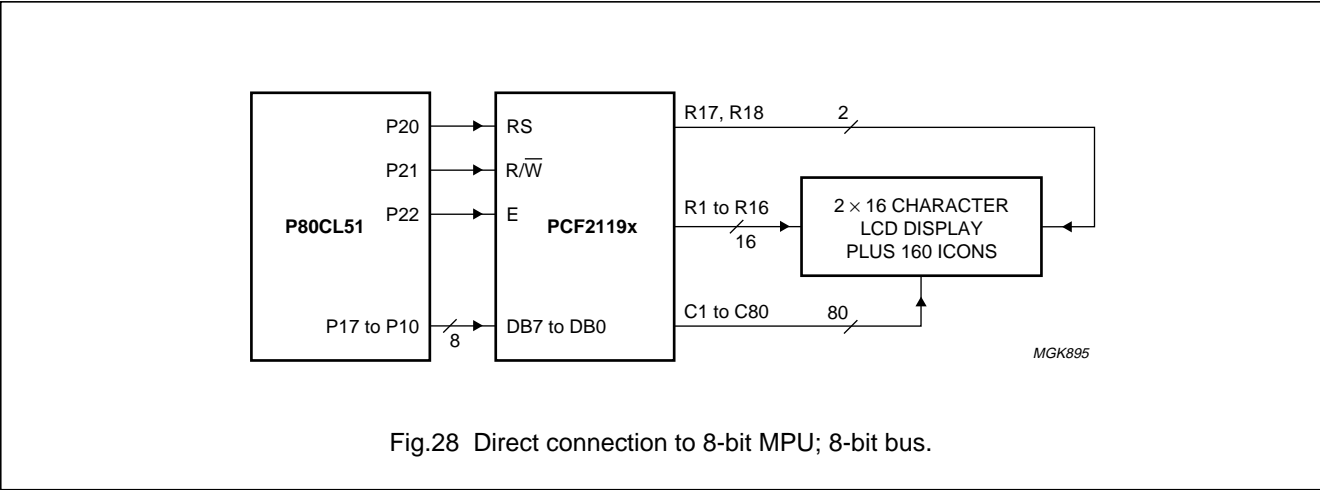 P80CL51
P20
P21
P22
P17 to P10
8
PCF2119x
RS
R/W̅
E
DB7 to DB0
R17, R18
2
R1 to R16
16
C1 to C80
80
2 × 16 CHARACTER
LCD DISPLAY
PLUS 160 ICONS
MGK895
Fig.28 Direct connection to 8-bit MPU; 8-bit bus.